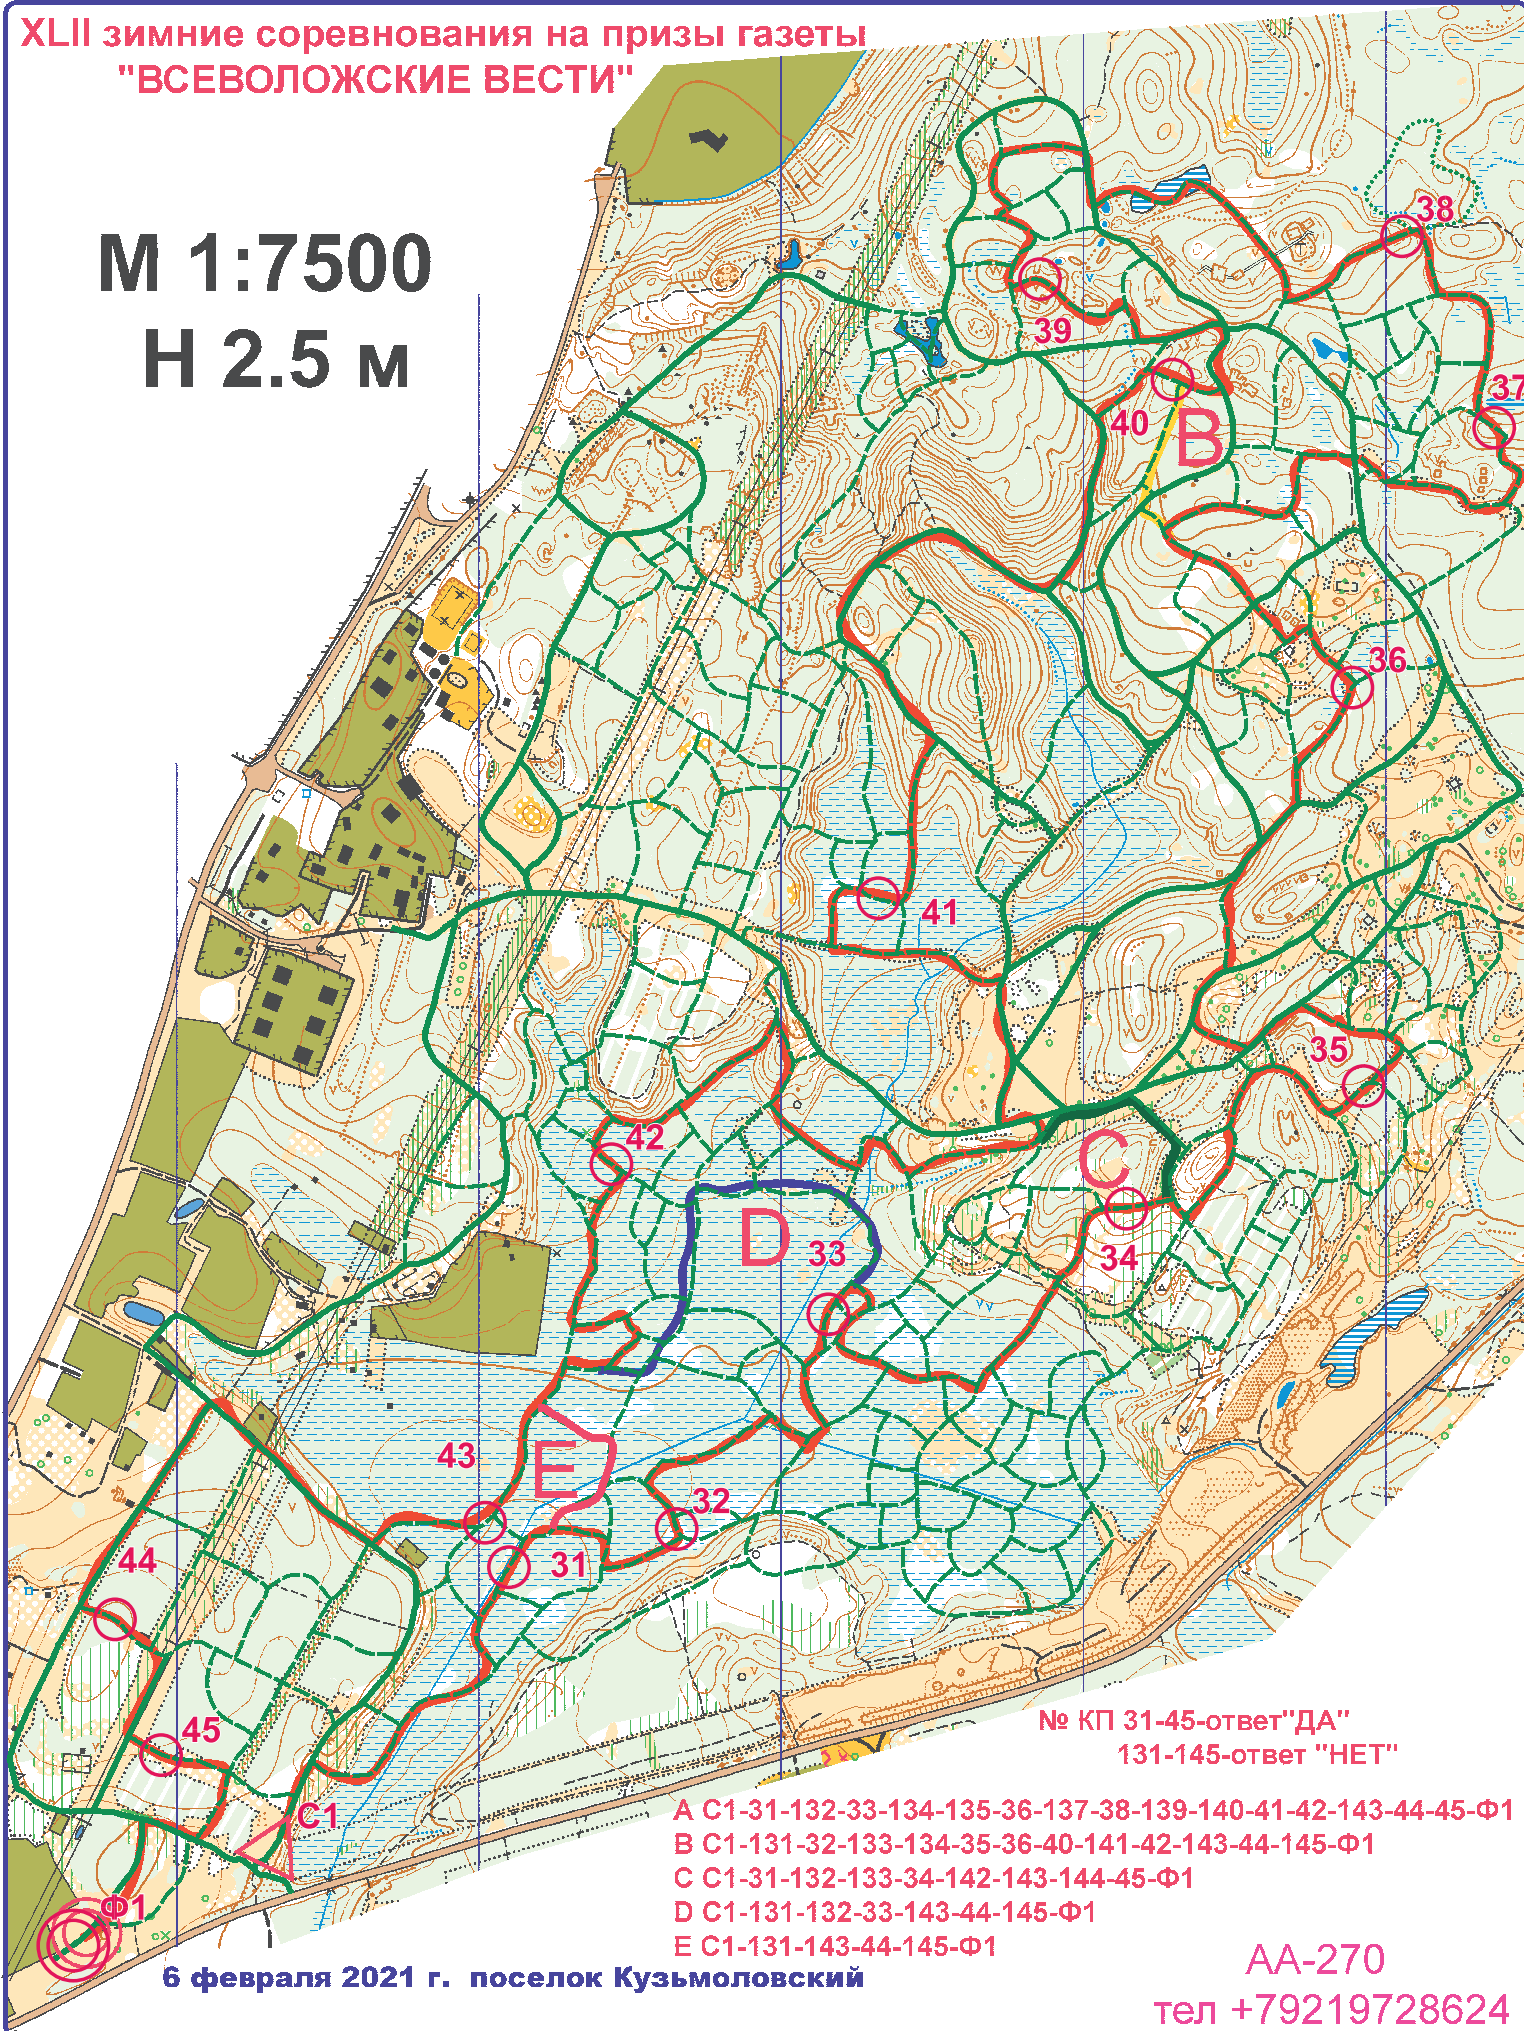 XLII зимние соревнования на призы газеты
"ВСЕВОЛОЖСКИЕ ВЕСТИ"
М 1:7500
Н 2.5 м
38
39
37
40
B
36
41
35
42
C
D
33
34
43
E
32
31
44
45
С1
Ф1
№ КП 31-45-ответ"ДА"
131-145-ответ "НЕТ"
А С1-31-132-33-134-135-36-137-38-139-140-41-42-143-44-45-Ф1
В С1-131-32-133-134-35-36-40-141-42-143-44-145-Ф1
С С1-31-132-133-34-142-143-144-45-Ф1
D С1-131-132-33-143-44-145-Ф1
Е С1-131-143-44-145-Ф1
6 февраля 2021 г. поселок Кузьмоловский
АА-270
тел +79219728624